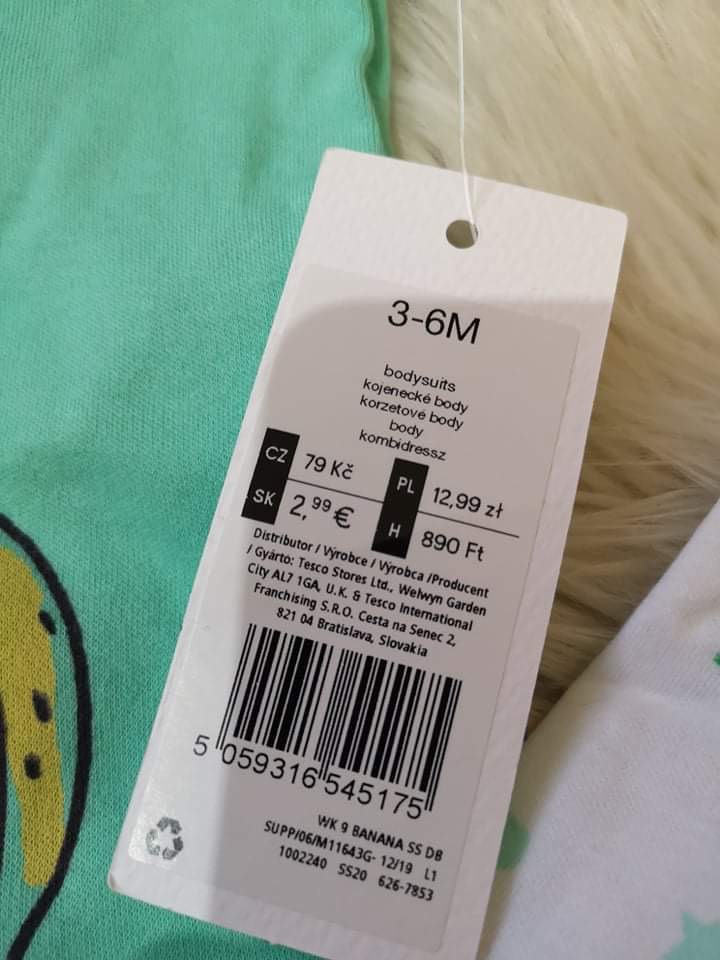 3-6M
bodysuits
kojenecké body
korzetové body
body
kombidressz
CZ 79 Kč PL 12,99 zł
SK 2,99 € H 890 Ft
Distributor / Výrobce / Výrobca /Producent
/ Gyártó: Tesco Stores Ltd., Welwyn Garden
City AL7 1GA, U.K. & Tesco International
Franchising S.R.O. Cesta na Senec 2,
821 04 Bratislava, Slovakia
5 059316 545175
WK 9 BANANA SS DB
SUPP/06/M11643G- 12/19 L1
1002240 SS20 626-7853